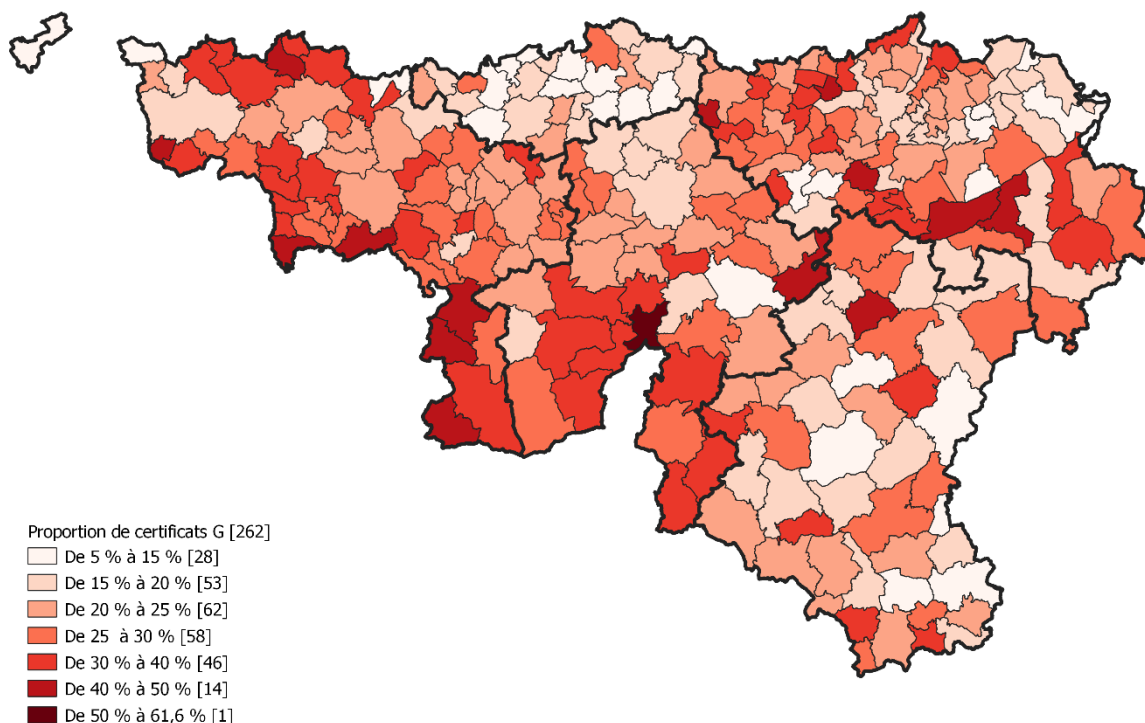 Proportion de certificats G [262]
De 5 % à 15 % [28]
De 15 % à 20 % [53]
De 20 % à 25 % [62]
De 25 à 30 % [58]
De 30 % à 40 % [46]
De 40 % à 50 % [14]
De 50 % à 61,6 % [1]